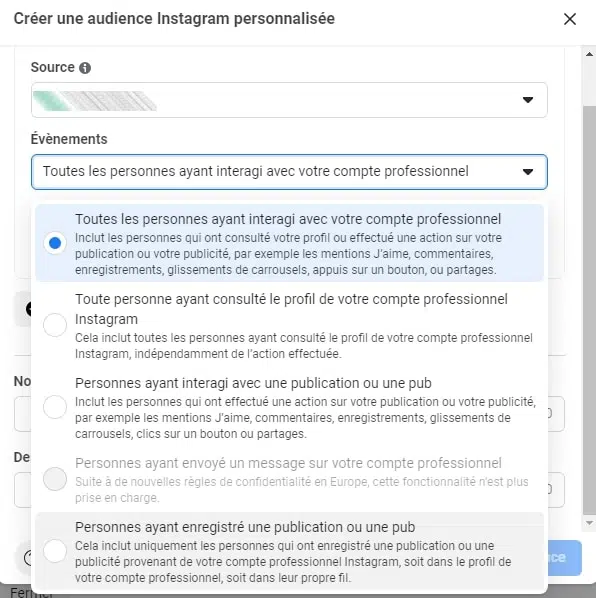 Créer une audience Instagram personnalisée
Source
Évènements
Toutes les personnes ayant interagi avec votre compte professionnel
Toutes les personnes ayant interagi avec votre compte professionnel
Inclut les personnes qui ont consulté votre profil ou effectué une action sur votre
publication ou votre publicité, par exemple les mentions J'aime, commentaires,
enregistrements, glissements de carrousels, appuis sur un bouton, ou partages.
Toute personne ayant consulté le profil de votre compte professionnel
Instagram
Cela inclut toutes les personnes ayant consulté le profil de votre compte professionnel
Instagram, indépendamment de l'action effectuée.
No
Personnes ayant interagi avec une publication ou une pub
Inclut les personnes qui ont effectué une action sur votre publication ou votre publicité,
par exemple les mentions J'aime, commentaires, enregistrements, glissements de
carrousels, clics sur un bouton ou partages.
0
De
Personnes ayant envoyé un message sur votre compte professionnel
Suite à de nouvelles règles de confidentialité en Europe, cette fonctionnalité n'est plus
prise en charge.
0
Personnes ayant enregistré une publication ou une pub
Cela inclut uniquement les personnes qui ont enregistré une publication ou une
publicité provenant de votre compte professionnel Instagram, soit dans le profil de
votre compte professionnel, soit dans leur propre fil.
ce
Fermer